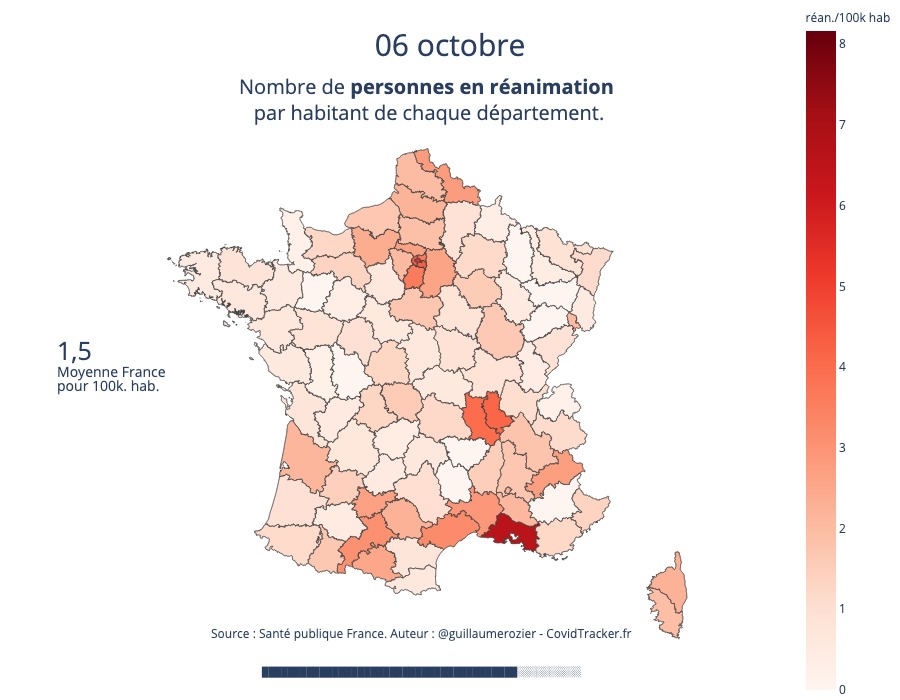 réan./100k hab
06 octobre
Nombre de personnes en réanimation
par habitant de chaque département.
8
7
6
5
4
3
2
1
0
1,5
Moyenne France
pour 100k. hab.
Source : Santé publique France. Auteur : @guillaumerozier - CovidTracker.fr